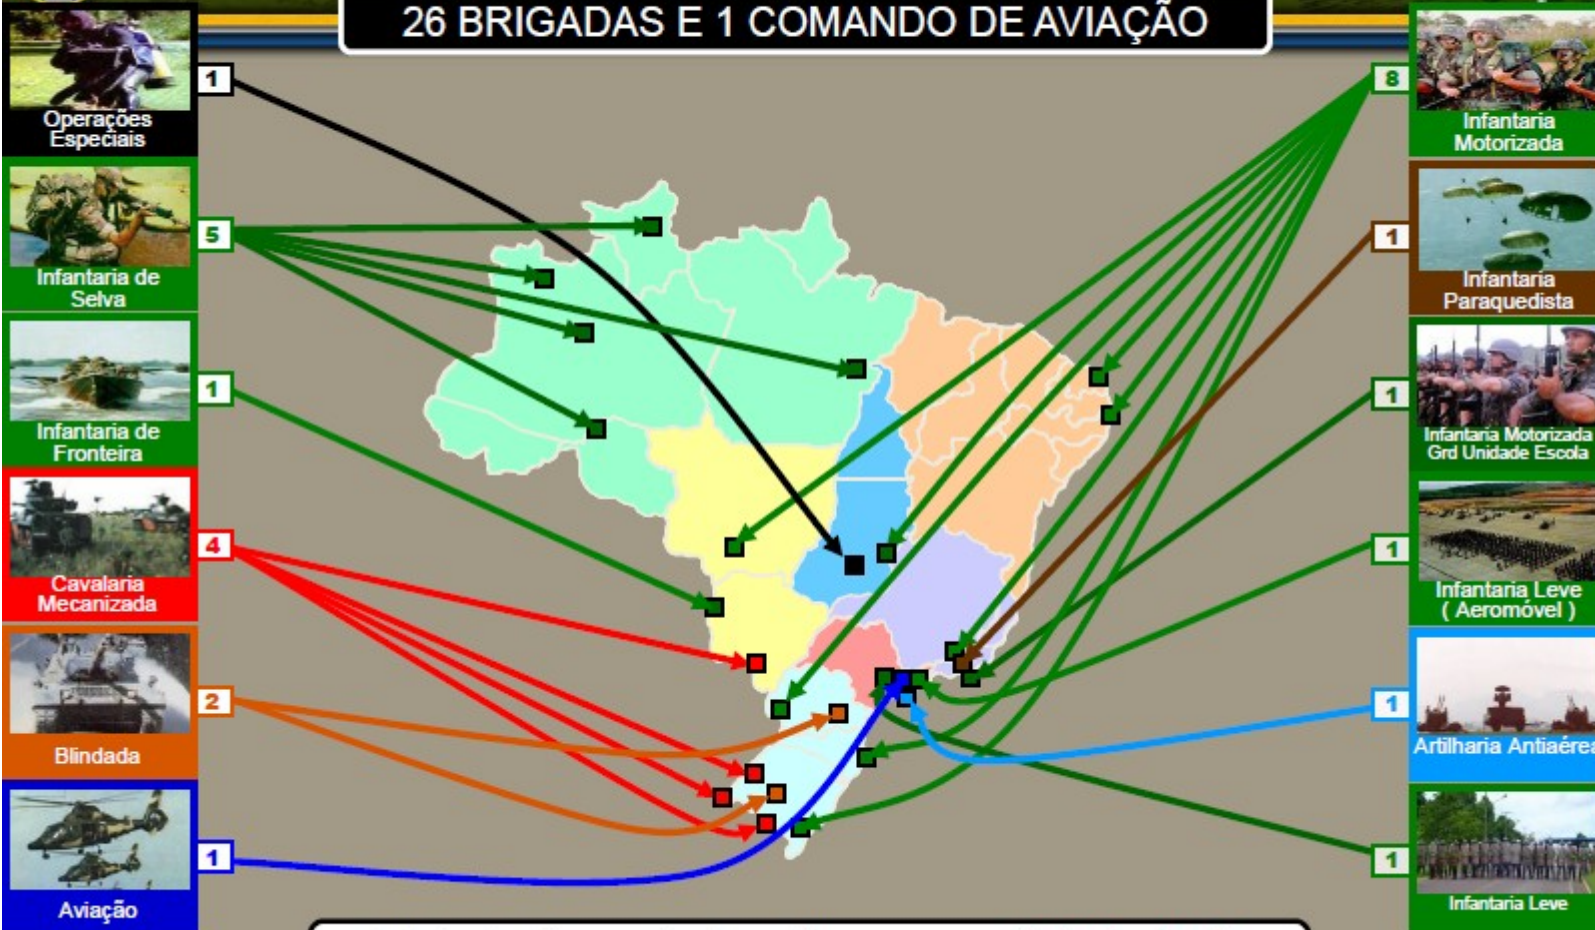 26 BRIGADAS E 1 COMANDO DE AVIAÇÃO
1
Operações
Especiais
5
Infantaria de
Selva
1
Infantaria de
Fronteira
4
Cavalaria
Mecanizada
2
Blindada
1
Aviação
8
Infantaria
Motorizada
1
Infantaria
Paraquedista
1
Infantaria Motorizada
Grd Unidade Escola
1
Infantaria Leve
( Aeromóvel )
1
Artilharia Antiaérea
1
Infantaria Leve